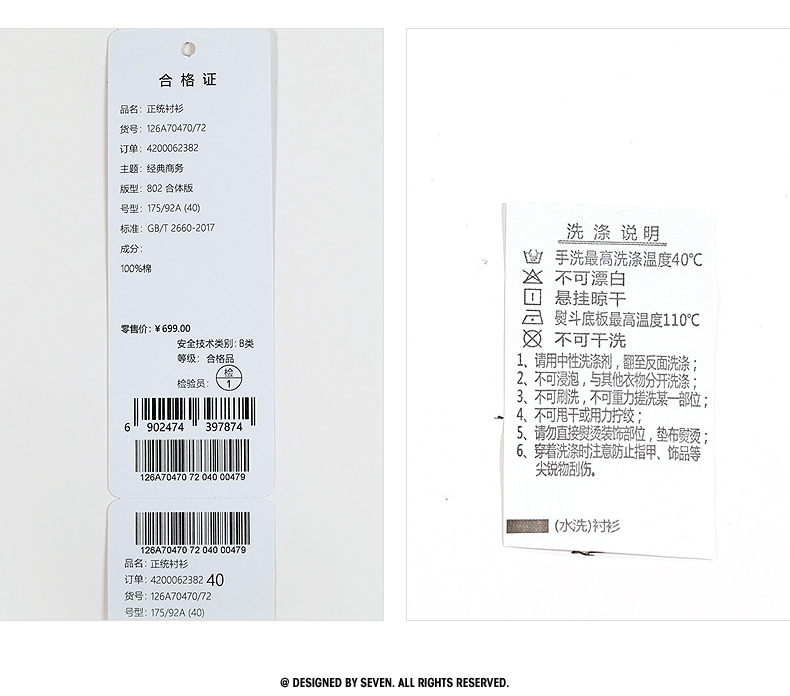 合格证
品名: 正统衬衫
货号: 126A70470/72
订单: 4200062382
主题: 经典商务
版型: 802 合体版
号型: 175/92A (40)
标准: GB/T 2660-2017
成分:
100%棉
零售价: ¥699.00
安全技术类别: B类
等级: 合格品
检验员: 检 1
6 902474 397874
126A70470 72 040 00479
126A70470 72 040 00479
品名: 正统衬衫
订单: 4200062382 40
货号: 126A70470/72
号型: 175/92A (40)
洗涤说明
手洗最高洗涤温度40℃
不可漂白
悬挂晾干
熨斗底板最高温度110℃
不可干洗
1、请用中性洗涤剂，翻至反面洗涤；
2、不可浸泡，与其他衣物分开洗涤；
3、不可刷洗，不可重力搓洗某一部位；
4、不可甩干或用力拧绞；
5、请勿直接熨烫装饰部位，垫布熨烫；
6、穿着洗涤时注意防止指甲、饰品等
尖锐物刮伤。
(水洗)衬衫
@ DESIGNED BY SEVEN. ALL RIGHTS RESERVED.